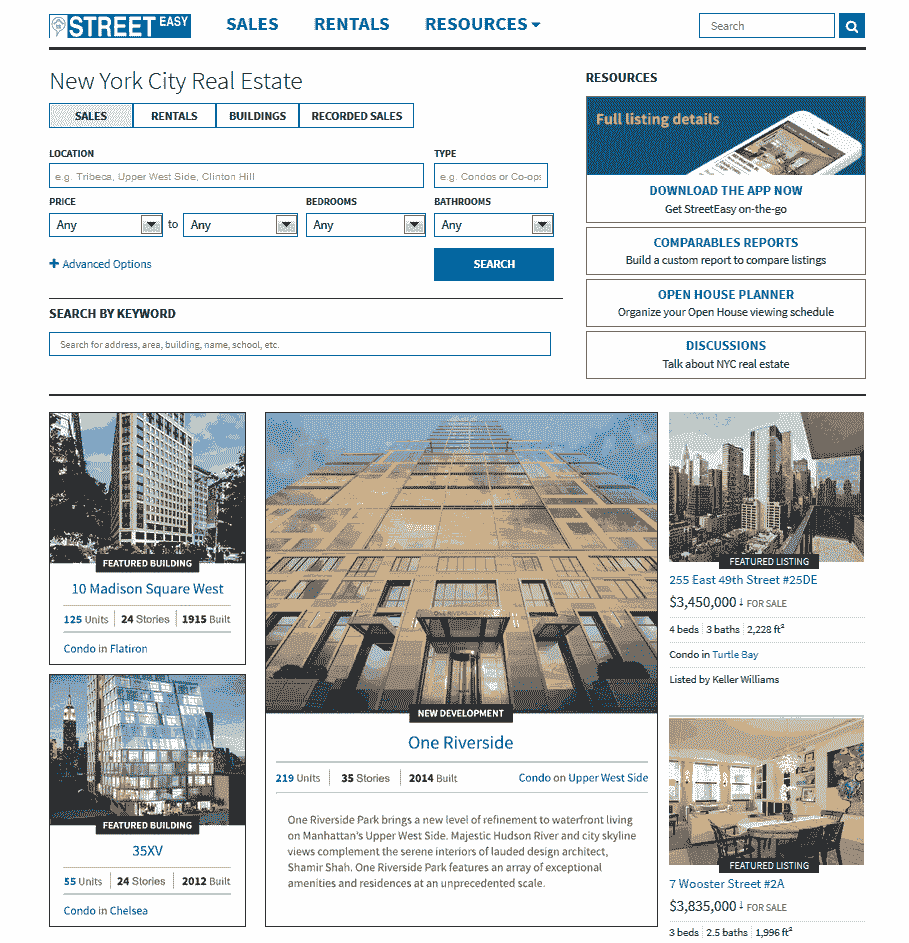 STREET EASY
SALES RENTALS RESOURCES
Search
New York City Real Estate
SALES RENTALS BUILDINGS RECORDED SALES
LOCATION TYPE
e.g. Tribeca, Upper West Side, Clinton Hill e.g. Condos or Co-ops
PRICE BEDROOMS BATHROOMS
Any to Any Any Any
+ Advanced Options SEARCH
SEARCH BY KEYWORD
Search for address, area, building, name, school, etc.
RESOURCES
Full listing details
DOWNLOAD THE APP NOW
Get StreetEasy on-the-go
COMPARABLES REPORTS
Build a custom report to compare listings
OPEN HOUSE PLANNER
Organize your Open House viewing schedule
DISCUSSIONS
Talk about NYC real estate
FEATURED BUILDING
10 Madison Square West
125 Units 24 Stories 1915 Built
Condo in Flatiron
FEATURED BUILDING
35XV
55 Units 24 Stories 2012 Built
Condo in Chelsea
NEW DEVELOPMENT
One Riverside
219 Units 35 Stories 2014 Built Condo on Upper West Side
One Riverside Park brings a new level of refinement to waterfront living
on Manhattan's Upper West Side. Majestic Hudson River and city skyline
views complement the serene interiors of lauded design architect,
Shamir Shah. One Riverside Park features an array of exceptional
amenities and residences at an unprecedented scale.
FEATURED LISTING
255 East 49th Street #25DE
$3,450,000 ↓ FOR SALE
4 beds 3 baths 2,228 ft²
Condo in Turtle Bay
Listed by Keller Williams
FEATURED LISTING
7 Wooster Street #2A
$3,835,000 ↓ FOR SALE
3 beds 2.5 baths 1,996 ft²